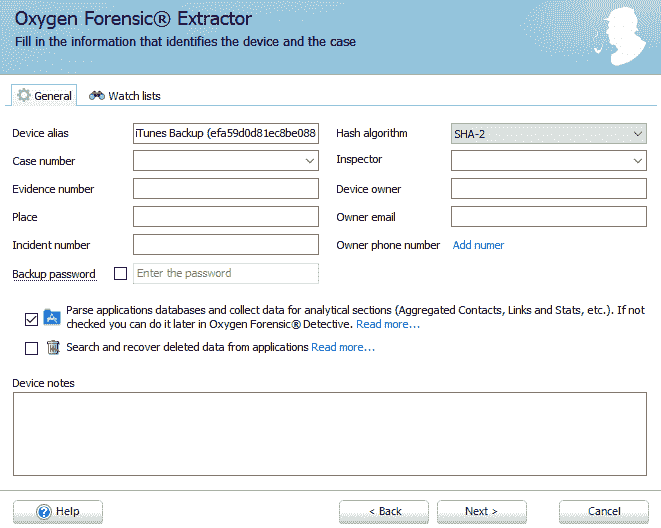 Oxygen Forensic® Extractor
Fill in the information that identifies the device and the case
General
Watch lists
Device alias
iTunes Backup (efa59d0d81ec8be088
Hash algorithm
SHA-2
Case number
Inspector
Evidence number
Device owner
Place
Owner email
Incident number
Owner phone number
Add numer
Backup password
Enter the password
Parse applications databases and collect data for analytical sections (Aggregated Contacts, Links and Stats, etc.). If not
checked you can do it later in Oxygen Forensic® Detective. Read more...
Search and recover deleted data from applications Read more...
Device notes
Help
< Back
Next >
Cancel